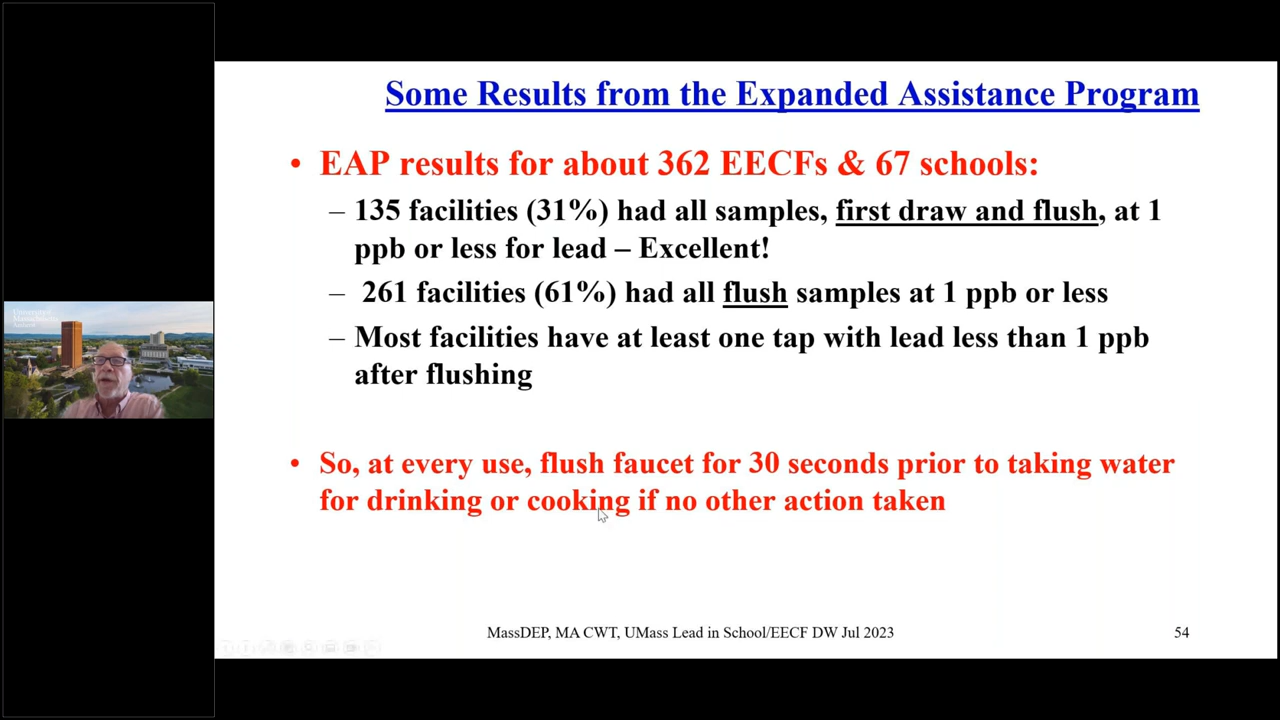 Some Results from the Expanded Assistance Program
• EAP results for about 362 EECFs & 67 schools:
– 135 facilities (31%) had all samples, first draw and flush, at 1
ppb or less for lead – Excellent!
– 261 facilities (61%) had all flush samples at 1 ppb or less
– Most facilities have at least one tap with lead less than 1 ppb
after flushing
University of
Massachusetts
Amherst
• So, at every use, flush faucet for 30 seconds prior to taking water
for drinking or cooking if no other action taken
MassDEP, MA CWT, UMass Lead in School/EECF DW Jul 2023
54